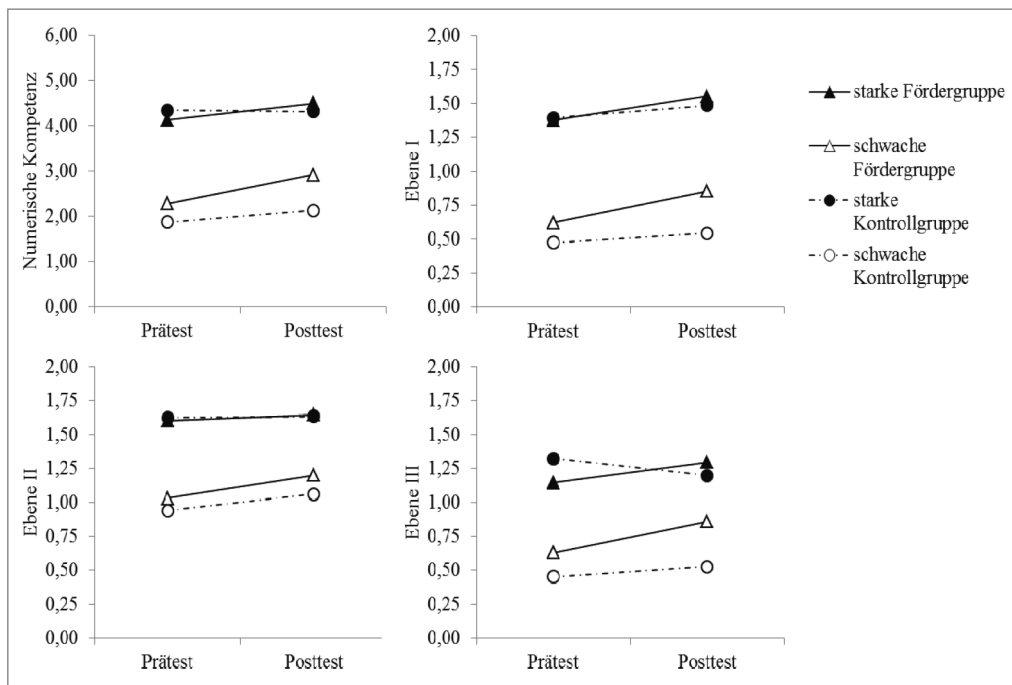 6,00
5,00
4,00
3,00
2,00
1,00
0,00
Numerische Kompetenz
Prätest Posttest
2,00
1,75
1,50
1,25
1,00
0,75
0,50
0,25
0,00
Ebene I
Prätest Posttest
starke Fördergruppe
schwache
Fördergruppe
starke
Kontrollgruppe
schwache
Kontrollgruppe
2,00
1,75
1,50
1,25
1,00
0,75
0,50
0,25
0,00
Ebene II
Prätest Posttest
2,00
1,75
1,50
1,25
1,00
0,75
0,50
0,25
0,00
Ebene III
Prätest Posttest